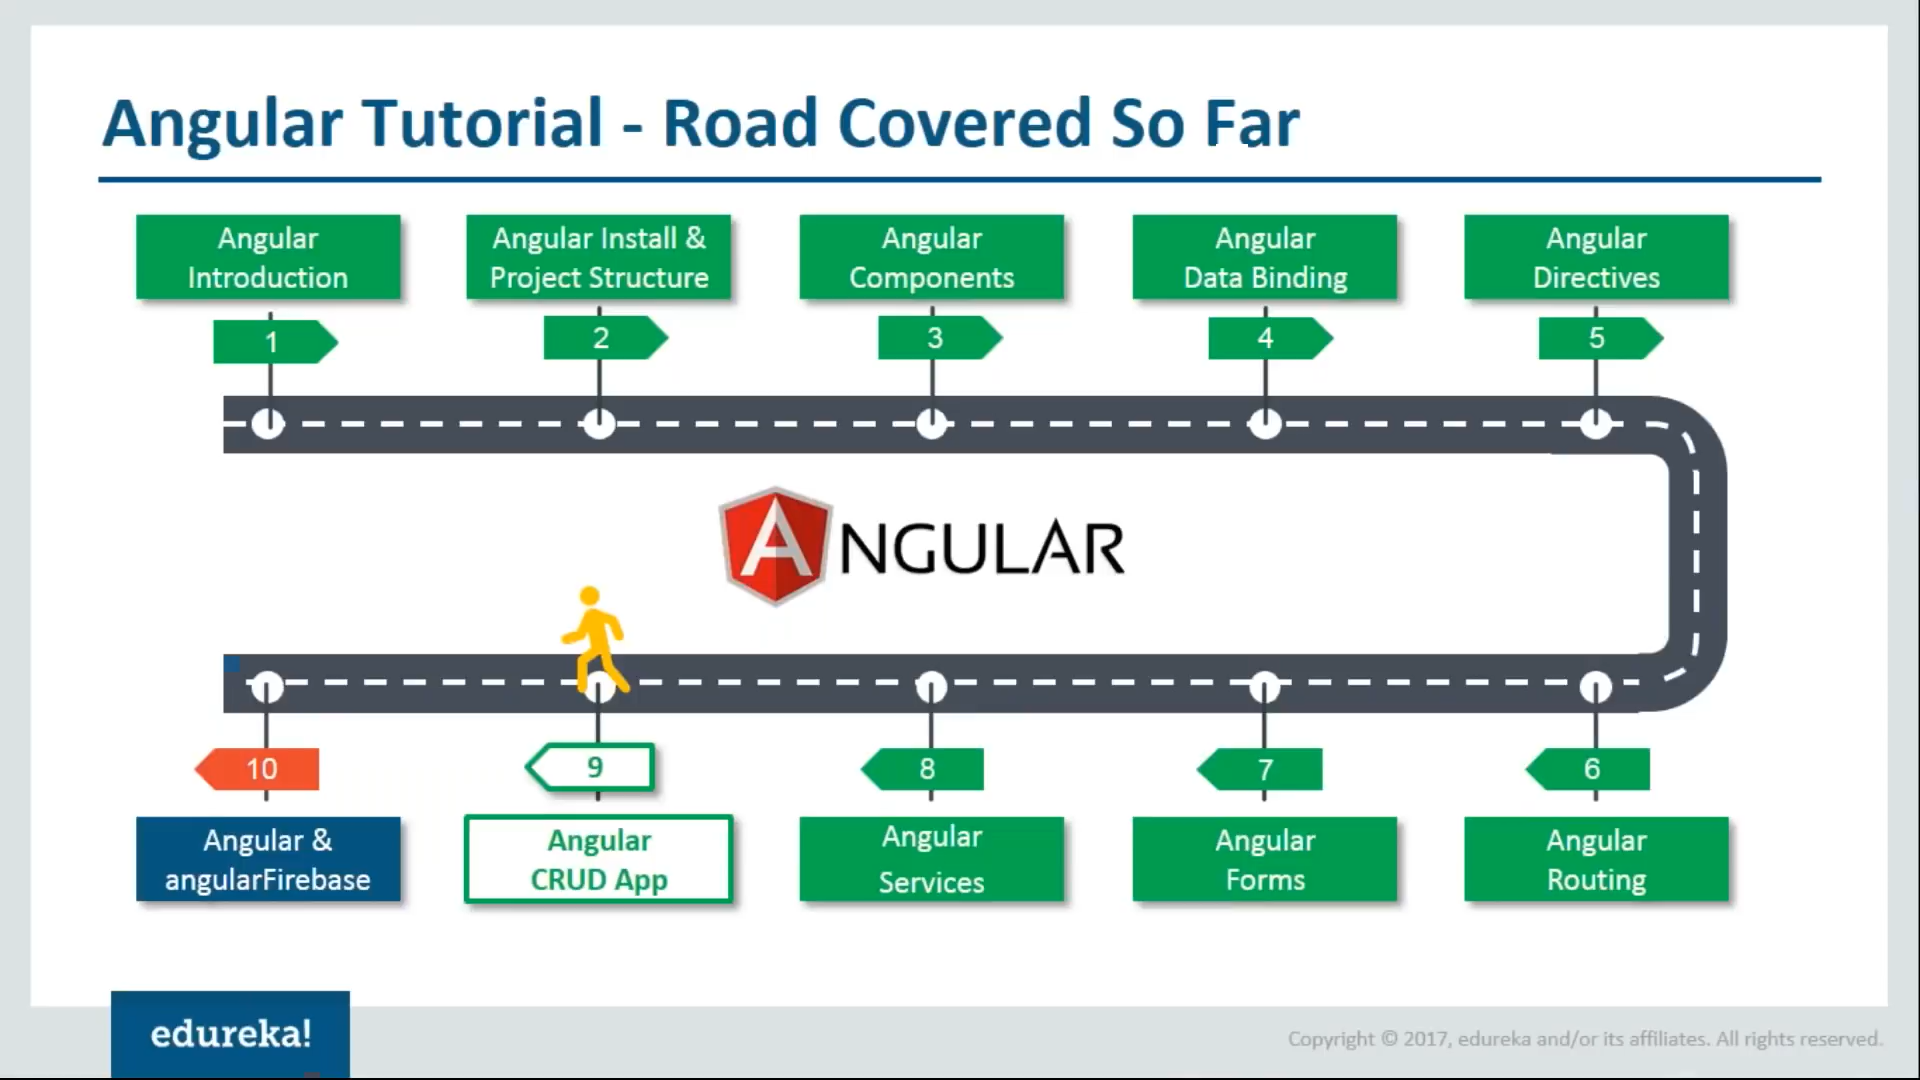 Angular Tutorial - Road Covered So Far
Angular
Introduction
Angular Install &
Project Structure
Angular
Components
Angular
Data Binding
Angular
Directives
1
2
3
4
5
ANGULAR
10
9
8
7
6
Angular &
angularFirebase
Angular
CRUD App
Angular
Services
Angular
Forms
Angular
Routing
edureka!
Copyright © 2017, edureka and/or its affiliates. All rights reserved.